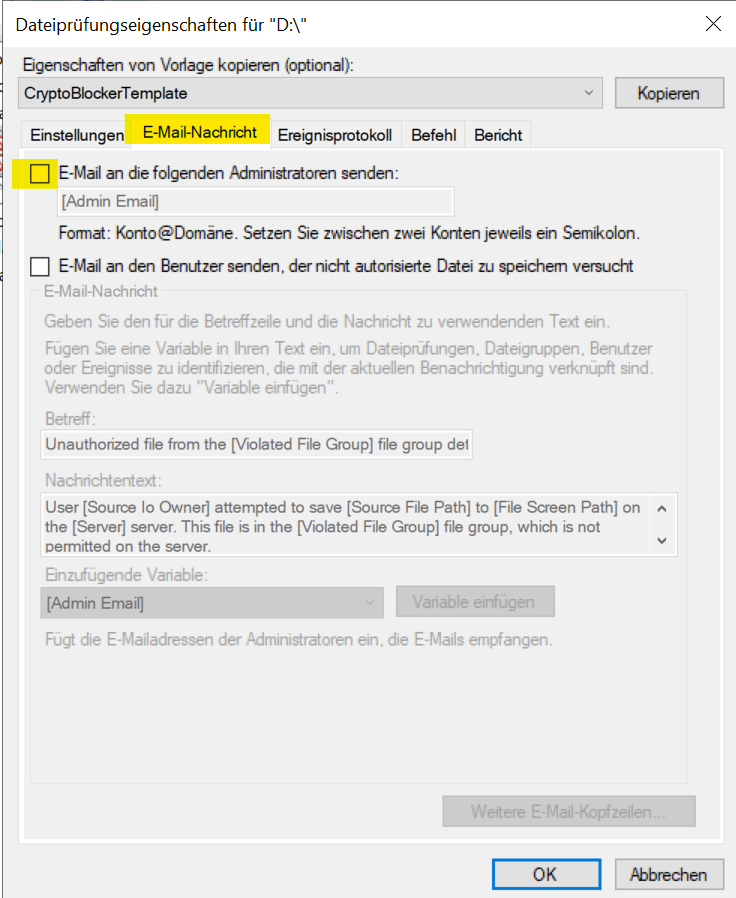 Dateiprüfungseigenschaften für "D:\"
Eigenschaften von Vorlage kopieren (optional):
CryptoBlockerTemplate
Kopieren
Einstellungen E-Mail-Nachricht Ereignisprotokoll Befehl Bericht
E-Mail an die folgenden Administratoren senden:
[Admin Email]
Format: Konto@Domäne. Setzen Sie zwischen zwei Konten jeweils ein Semikolon.
E-Mail an den Benutzer senden, der nicht autorisierte Datei zu speichern versucht
E-Mail-Nachricht
Geben Sie den für die Betreffzeile und die Nachricht zu verwendenden Text ein.
Fügen Sie eine Variable in Ihren Text ein, um Dateiprüfungen, Dateigruppen, Benutzer
oder Ereignisse zu identifizieren, die mit der aktuellen Benachrichtigung verknüpft sind.
Verwenden Sie dazu "Variable einfügen".
Betreff:
Unauthorized file from the [Violated File Group] file group det
Nachrichtentext:
User [Source Io Owner] attempted to save [Source File Path] to [File Screen Path] on
the [Server] server. This file is in the [Violated File Group] file group, which is not
permitted on the server.
Einzufügende Variable:
[Admin Email]
Variable einfügen
Fügt die E-Mailadressen der Administratoren ein, die E-Mails empfangen.
Weitere E-Mail-Kopfzeilen...
OK
Abbrechen